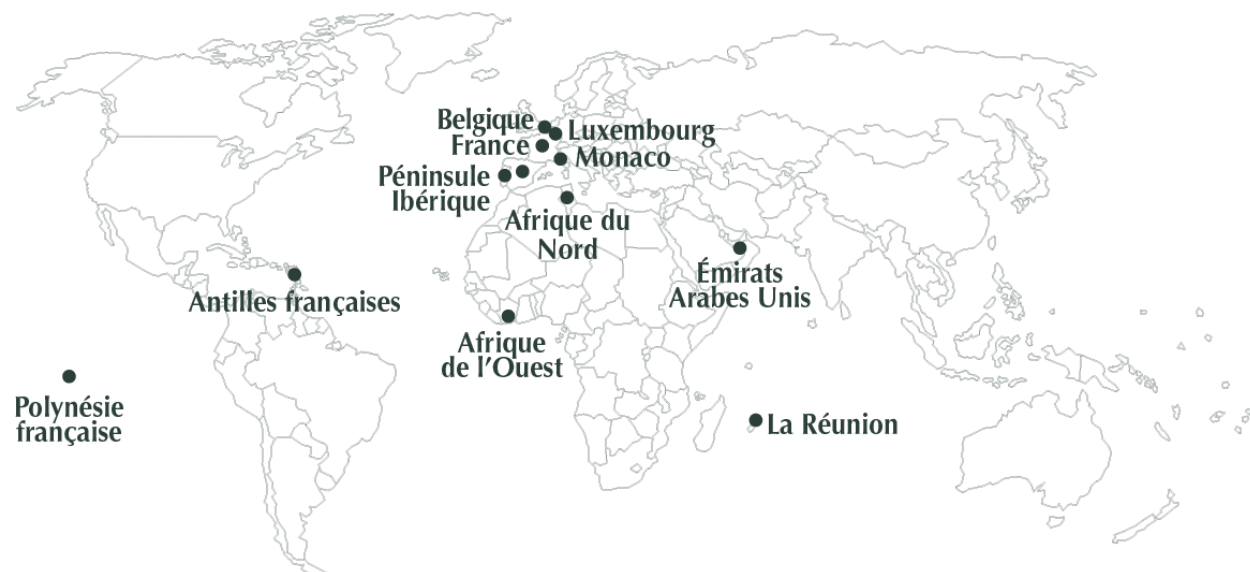 Belgique
Luxembourg
France
Monaco
Péninsule
Ibérique
Afrique du
Nord
Émirats
Arabes Unis
Antilles françaises
Afrique
de l'Ouest
Polynésie
française
La Réunion